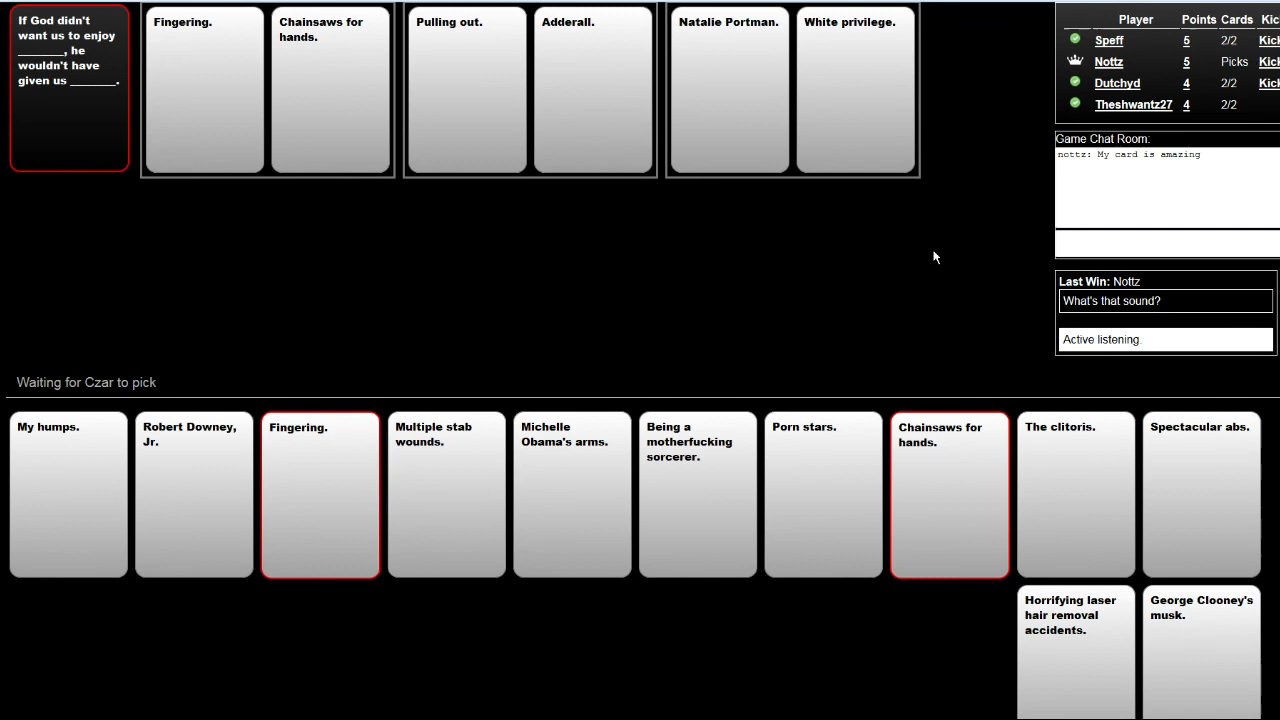 If God didn't
want us to enjoy
_______, he
wouldn't have
given us _______.
Fingering.
Chainsaws for
hands.
Pulling out.
Adderall.
Natalie Portman.
White privilege.
Player Points Cards Kic
Speff 5 2/2 Kick
Nottz 5 Picks Kick
Dutchyd 4 2/2 Kick
Theshwantz27 4 2/2
Game Chat Room:
nottz: My card is amazing
Last Win: Nottz
What's that sound?
Active listening.
Waiting for Czar to pick
My humps.
Robert Downey,
Jr.
Fingering.
Multiple stab
wounds.
Michelle
Obama's arms.
Being a
motherfucking
sorcerer.
Porn stars.
Chainsaws for
hands.
The clitoris.
Spectacular abs.
Horrifying laser
hair removal
accidents.
George Clooney's
musk.